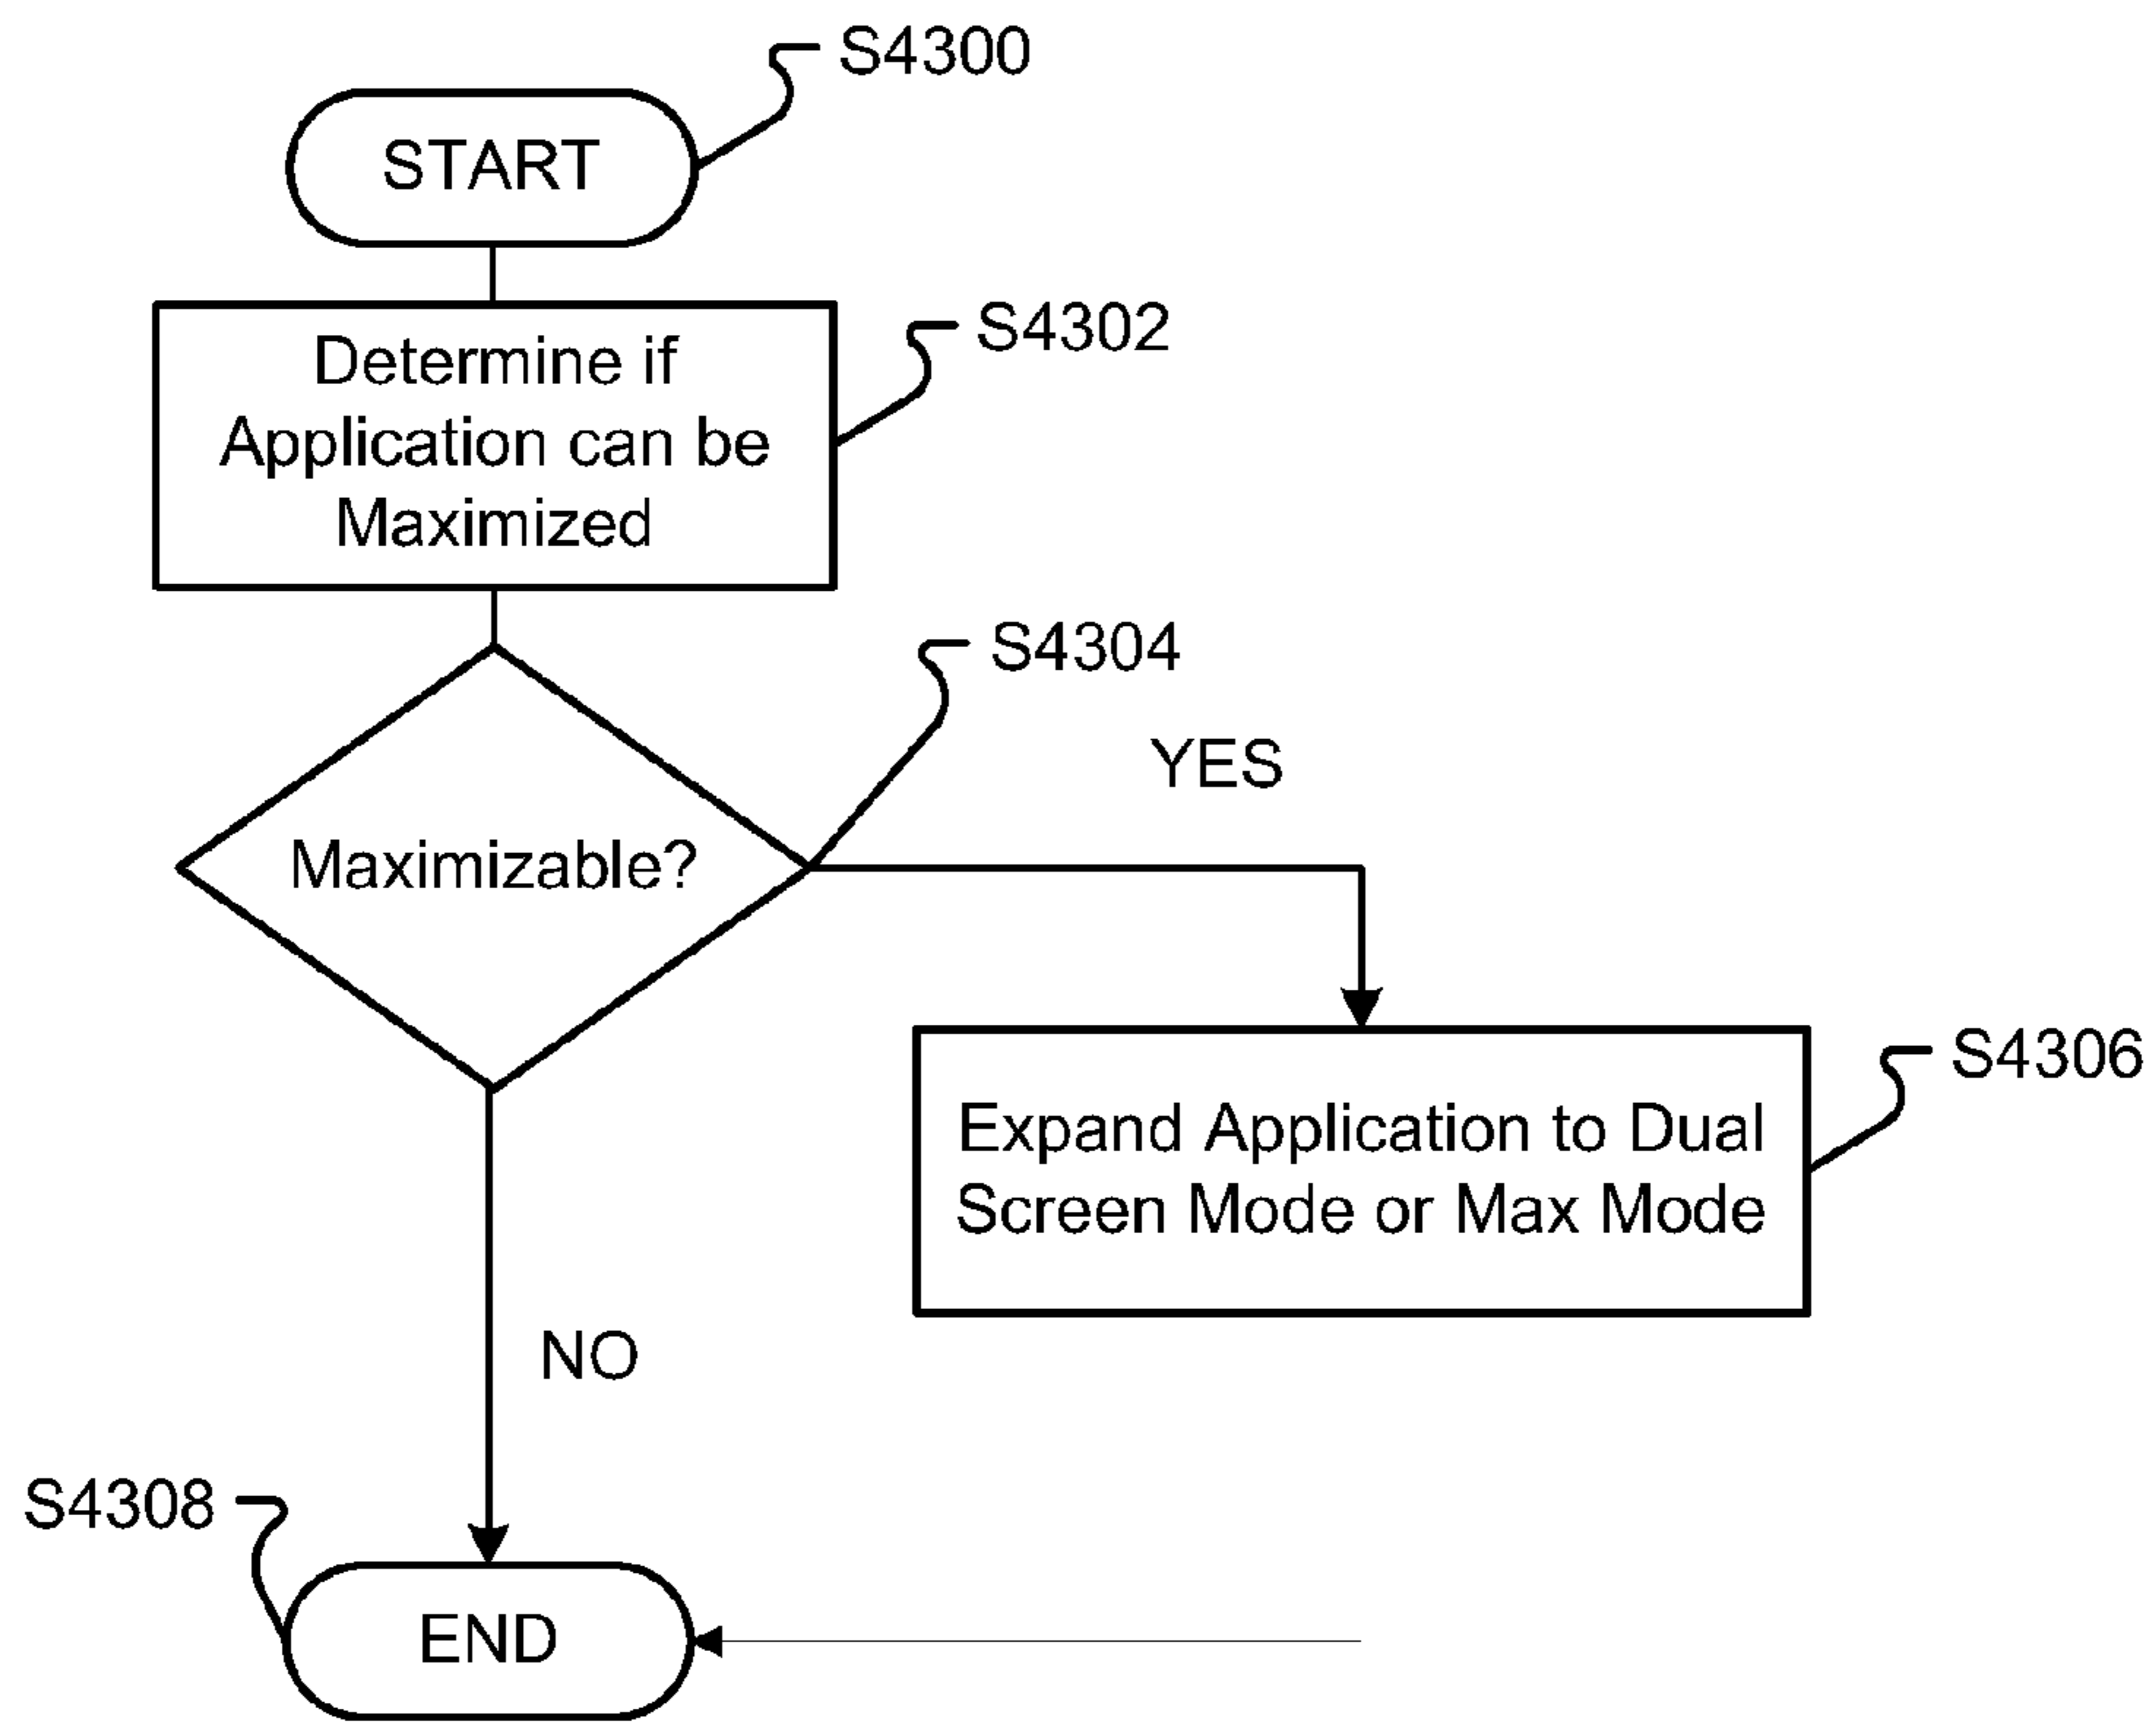 S4300
START
S4302
Determine if
Application can be
Maximized
S4304
YES
Maximizable?
S4306
Expand Application to Dual
Screen Mode or Max Mode
NO
S4308
END